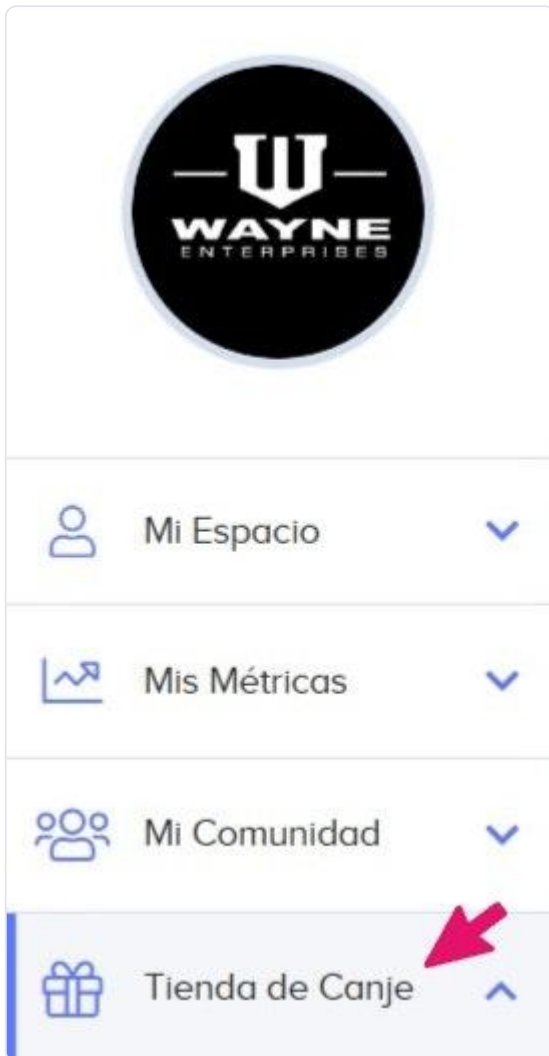 WAYNE
ENTERPRISES
Mi Espacio
Mis Métricas
Mi Comunidad
Tienda de Canje